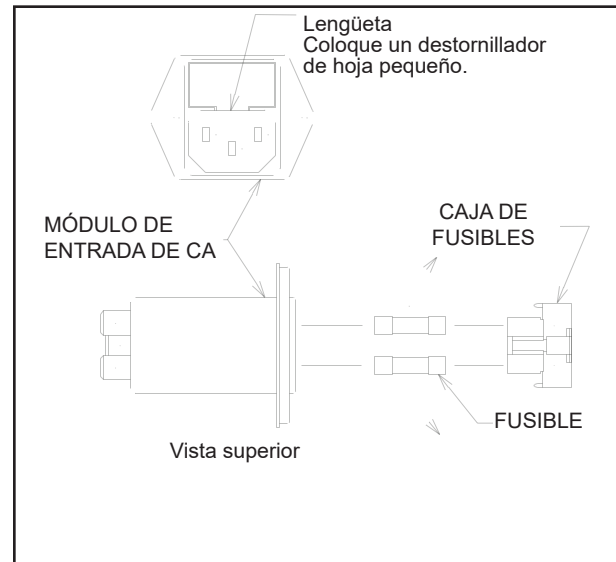 Lengüeta
Coloque un destornillador
de hoja pequeño.
MÓDULO DE
ENTRADA DE CA
CAJA DE
FUSIBLES
FUSIBLE
Vista superior